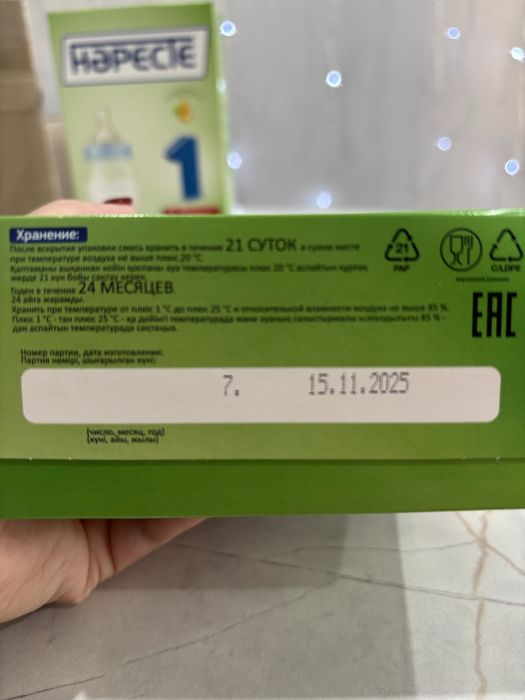 нәРЕСТЕ
1
Хранение:
После вскрытия упаковки смесь хранить в течение 21 СУТОК в сухом месте
при температуре воздуха не выше плюс 20 °С.
Қаптаманы ашқаннан кейін қоспаны ауа температурасы плюс 20 °С аспайтын құрғақ
жерде 21 күн бойы сақтау керек.
Годен в течение 24 МЕСЯЦЕВ.
24 айға жарамды.
Хранить при температуре от плюс 1 °С до плюс 25 °С и относительной влажности воздуха не выше 85 %.
Плюс 1 °С - тан плюс 25 °С - қа дейінгі температурада және ауаның салыстырмалы ылғалдылығы 85 % -
дан аспайтын температурада сақтаңыз.
21
PAP
C/LDPE
EAC
Номер партии, дата изготовления:
Партия нөмірі, шығарылған күні:
7. 15.11.2025
(число, месяц, год)
(күні, айы, жылы)